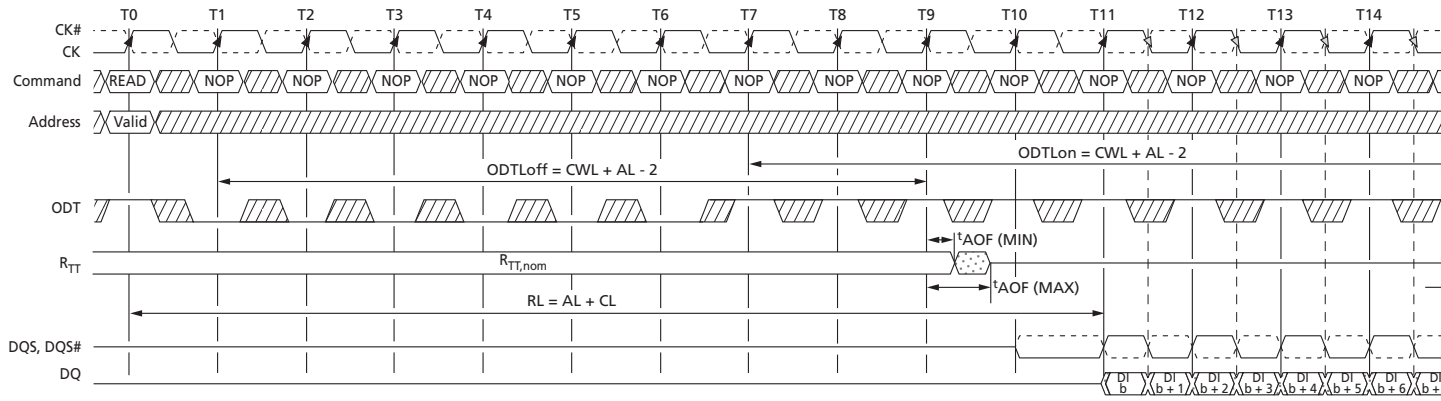 T0 T1 T2 T3 T4 T5 T6 T7 T8 T9 T10 T11 T12 T13 T14
CK#
CK
Command READ NOP NOP NOP NOP NOP NOP NOP NOP NOP NOP NOP NOP NOP NOP
Address Valid
ODTLon = CWL + AL - 2
ODTLoff = CWL + AL - 2
ODT
tAOF (MIN)
RTT RTT,nom
tAOF (MAX)
RL = AL + CL
DQS, DQS#
DQ DI b DI b + 1 DI b + 2 DI b + 3 DI b + 4 DI b + 5 DI b + 6 DI b +